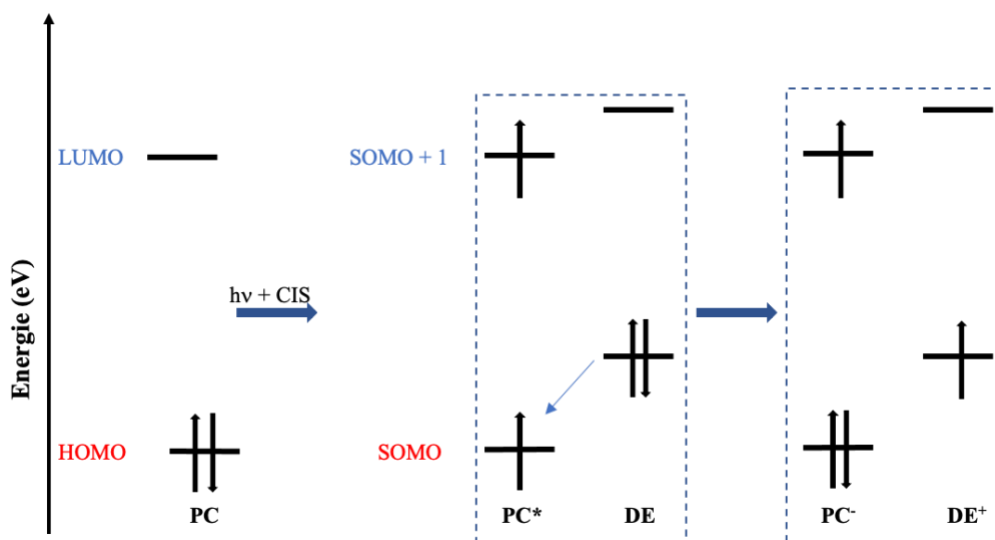 Energie (eV)
LUMO
SOMO + 1
hν + CIS
HOMO
SOMO
PC
PC*
DE
PC-
DE+